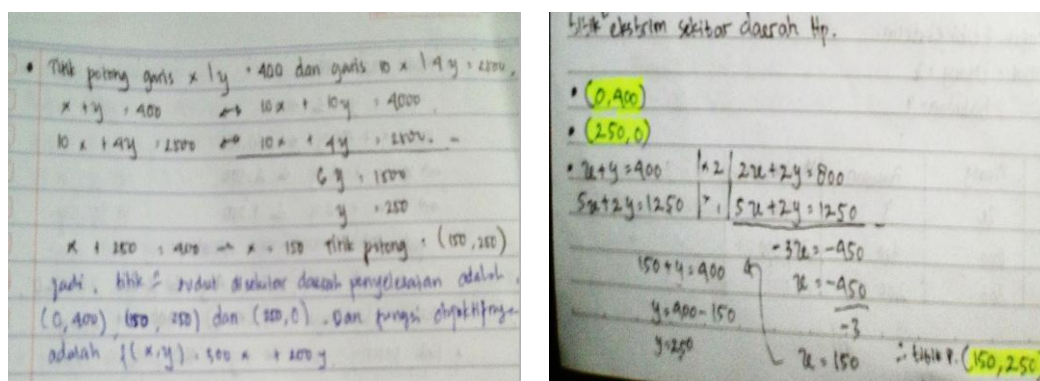 • Titik potong garis x + y = 400 dan garis 10x + 4y = 2500.
x + y = 400 ↔ 10x + 10y = 4000
10x + 4y = 2500 ↔ 10x + 4y = 2500 -
6y = 1500
y = 250
x + 250 = 400 → x = 150 Titik potong = (150, 250)
Jadi, titik = sudut disekitar daerah penyelesaian adalah
(0, 400) (150, 250) dan (250, 0). Dan fungsi objektifnya
adalah f(x,y) = 300x + 200y
titik² ekstrim sekitar daerah Hp.
• (0,400)
• (250,0)
• x+y=400 |×2| 2x+2y=800
5x+2y=1250 |×1| 5x+2y=1250 -
-3x=-450
150+y=400 x=-450
y=400-150 -3
y=250 x=150 ∴ titik p. (150,250)